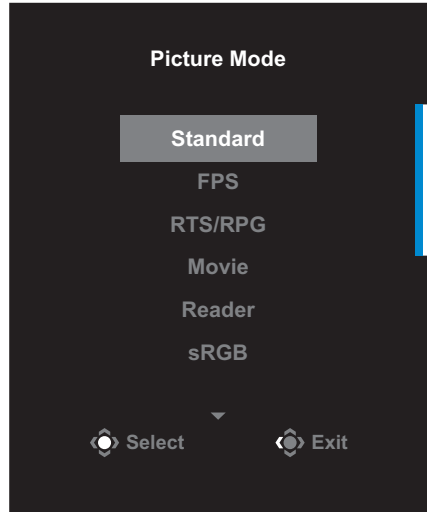 Picture Mode
Standard
FPS
RTS/RPG
Movie
Reader
sRGB
Select Exit